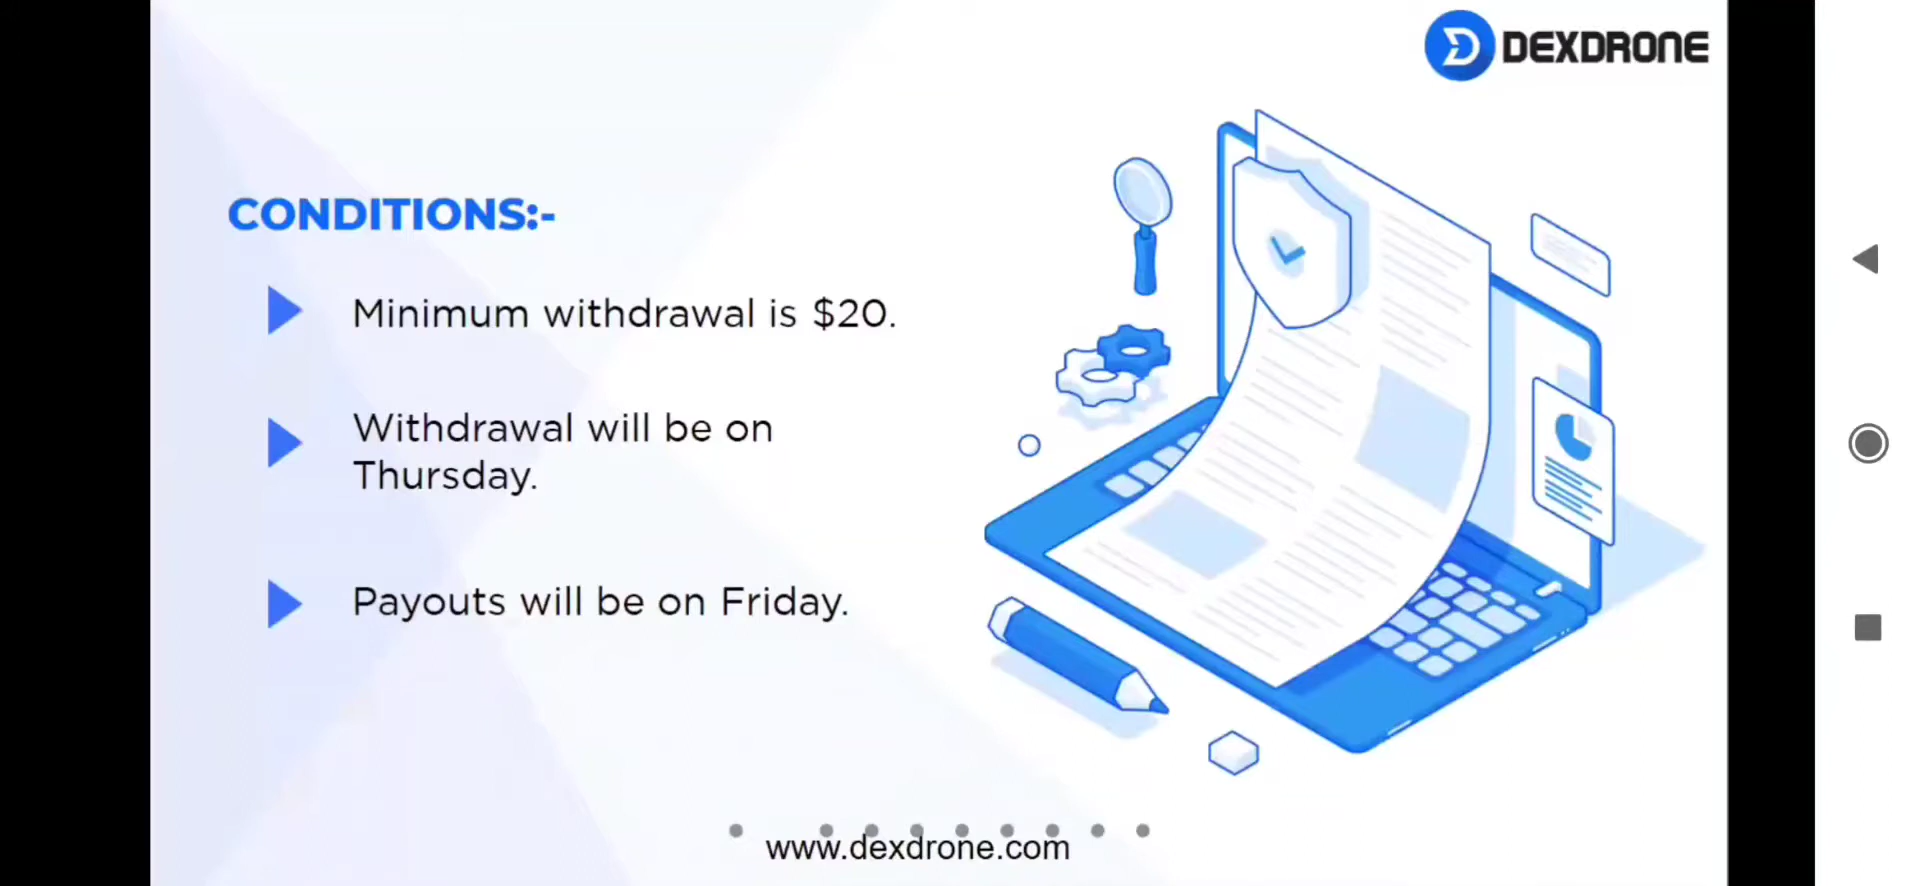 DEXDRONE
CONDITIONS:-
Minimum withdrawal is $20.
Withdrawal will be on
Thursday.
Payouts will be on Friday.
www.dexdrone.com